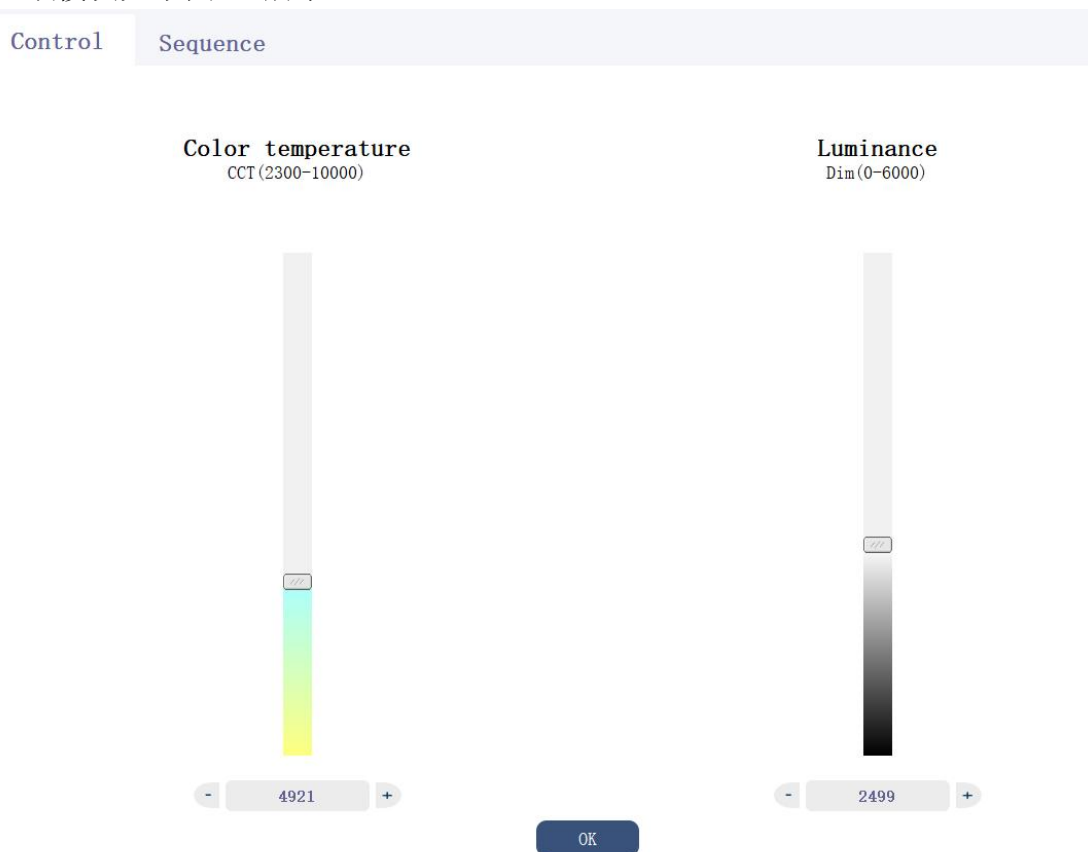 Control Sequence
Color temperature
CCT(2300-10000)
Luminance
Dim(0-6000)
- 4921 +
- 2499 +
OK